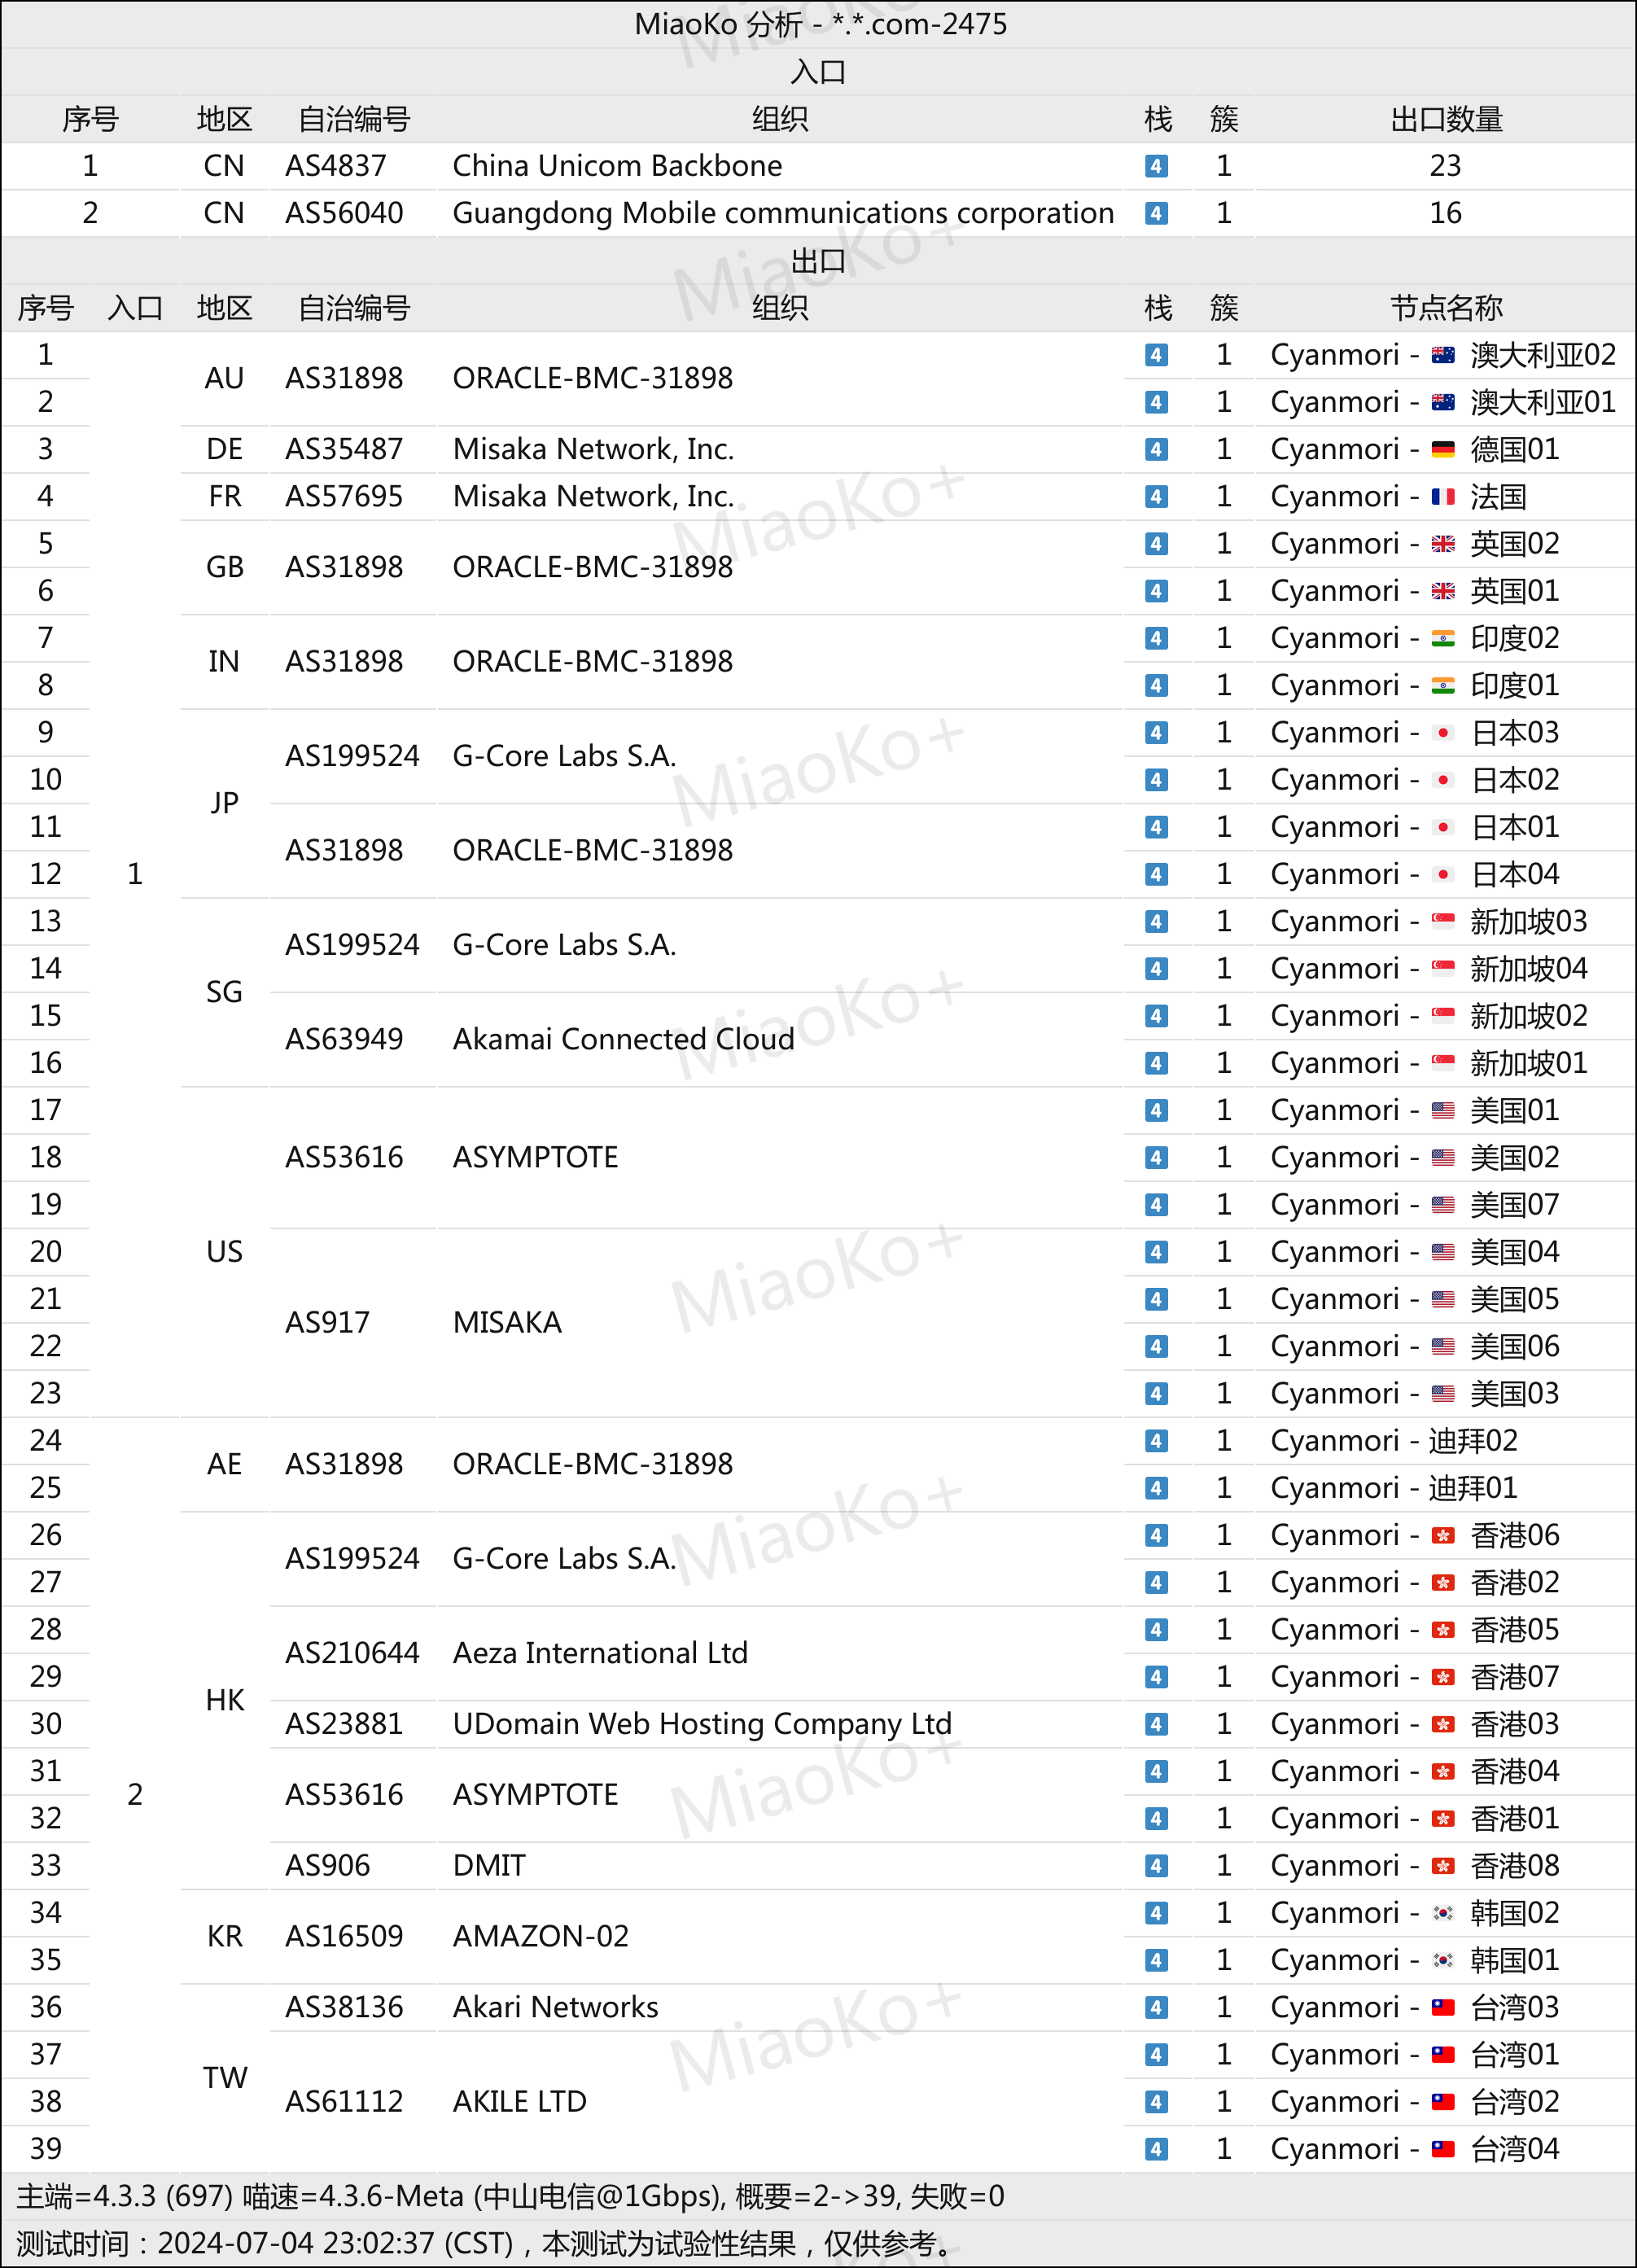 MiaoKo 分析 - *.*.com-2475
入口
序号 地区 自治编号 组织 栈 簇 出口数量
1 CN AS4837 China Unicom Backbone 4 1 23
2 CN AS56040 Guangdong Mobile communications corporation 4 1 16
出口
序号 入口 地区 自治编号 组织 栈 簇 节点名称
1 1 AU AS31898 ORACLE-BMC-31898 4 1 Cyanmori - 🇦🇺 澳大利亚02
2 4 1 Cyanmori - 🇦🇺 澳大利亚01
3 DE AS35487 Misaka Network, Inc. 4 1 Cyanmori - 🇩🇪 德国01
4 FR AS57695 Misaka Network, Inc. 4 1 Cyanmori - 🇫🇷 法国
5 GB AS31898 ORACLE-BMC-31898 4 1 Cyanmori - 🇬🇧 英国02
6 4 1 Cyanmori - 🇬🇧 英国01
7 IN AS31898 ORACLE-BMC-31898 4 1 Cyanmori - 🇮🇳 印度02
8 4 1 Cyanmori - 🇮🇳 印度01
9 JP AS199524 G-Core Labs S.A. 4 1 Cyanmori - 🇯🇵 日本03
10 4 1 Cyanmori - 🇯🇵 日本02
11 AS31898 ORACLE-BMC-31898 4 1 Cyanmori - 🇯🇵 日本01
12 4 1 Cyanmori - 🇯🇵 日本04
13 SG AS199524 G-Core Labs S.A. 4 1 Cyanmori - 🇸🇬 新加坡03
14 4 1 Cyanmori - 🇸🇬 新加坡04
15 AS63949 Akamai Connected Cloud 4 1 Cyanmori - 🇸🇬 新加坡02
16 4 1 Cyanmori - 🇸🇬 新加坡01
17 US AS53616 ASYMPTOTE 4 1 Cyanmori - 🇺🇸 美国01
18 4 1 Cyanmori - 🇺🇸 美国02
19 4 1 Cyanmori - 🇺🇸 美国07
20 AS917 MISAKA 4 1 Cyanmori - 🇺🇸 美国04
21 4 1 Cyanmori - 🇺🇸 美国05
22 4 1 Cyanmori - 🇺🇸 美国06
23 4 1 Cyanmori - 🇺🇸 美国03
24 2 AE AS31898 ORACLE-BMC-31898 4 1 Cyanmori - 迪拜02
25 4 1 Cyanmori - 迪拜01
26 HK AS199524 G-Core Labs S.A. 4 1 Cyanmori - 🇭🇰 香港06
27 4 1 Cyanmori - 🇭🇰 香港02
28 AS210644 Aeza International Ltd 4 1 Cyanmori - 🇭🇰 香港05
29 4 1 Cyanmori - 🇭🇰 香港07
30 AS23881 UDomain Web Hosting Company Ltd 4 1 Cyanmori - 🇭🇰 香港03
31 AS53616 ASYMPTOTE 4 1 Cyanmori - 🇭🇰 香港04
32 4 1 Cyanmori - 🇭🇰 香港01
33 AS906 DMIT 4 1 Cyanmori - 🇭🇰 香港08
34 KR AS16509 AMAZON-02 4 1 Cyanmori - 🇰🇷 韩国02
35 4 1 Cyanmori - 🇰🇷 韩国01
36 TW AS38136 Akari Networks 4 1 Cyanmori - 🇹🇼 台湾03
37 AS61112 AKILE LTD 4 1 Cyanmori - 🇹🇼 台湾01
38 4 1 Cyanmori - 🇹🇼 台湾02
39 4 1 Cyanmori - 🇹🇼 台湾04
主端=4.3.3 (697) 喵速=4.3.6-Meta (中山电信@1Gbps), 概要=2->39, 失败=0
测试时间：2024-07-04 23:02:37 (CST)，本测试为试验性结果，仅供参考。